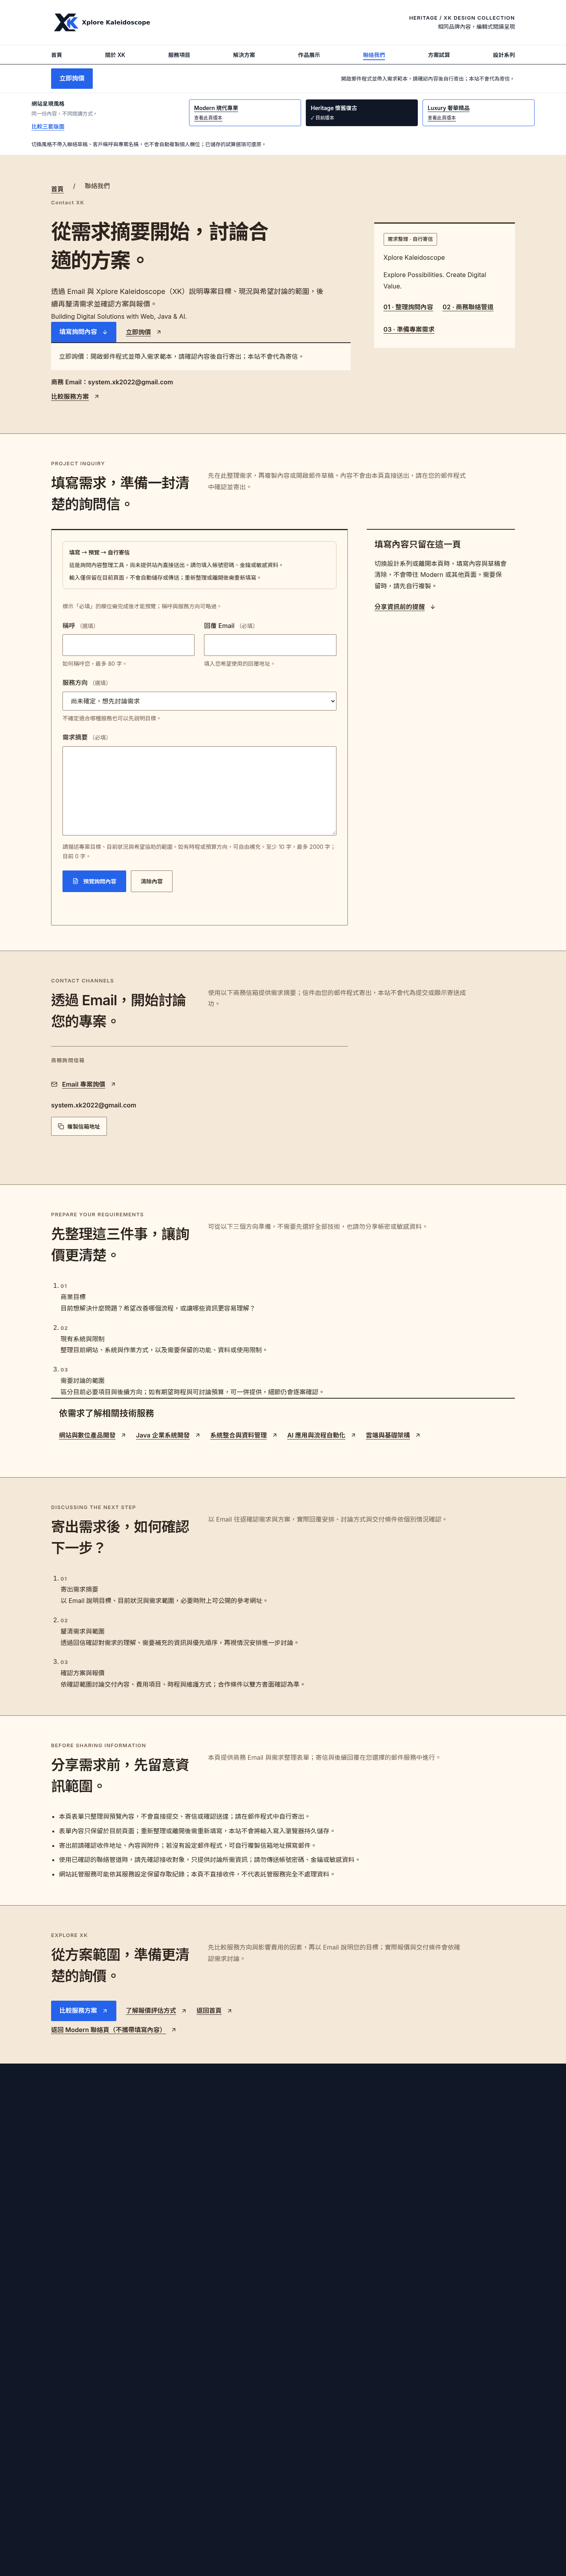 Xplore Kaleidoscope
HERITAGE / XK DESIGN COLLECTION
相同品牌內容，編輯式閱讀呈現
首頁
關於 XK
服務項目
解決方案
作品展示
聯絡我們
方案試算
設計系列
立即詢價
開啟郵件程式並帶入需求範本，請確認內容後自行寄出；本站不會代為寄信。
網站呈現風格
同一份內容，不同閱讀方式。
比較三套版面
Modern 現代專業
查看此頁版本
Heritage 懷舊復古
✓ 目前版本
Luxury 奢華精品
查看此頁版本
切換風格不帶入聯絡草稿、客戶稱呼與專案名稱，也不會自動複製個人欄位；已儲存的試算選項可還原。
首頁 / 聯絡我們
Contact XK
從需求摘要開始，討論合
適的方案。
透過 Email 與 Xplore Kaleidoscope（XK）說明專案目標、現況與希望討論的範圍，後
續再釐清需求並確認方案與報價。
Building Digital Solutions with Web, Java & AI.
填寫詢問內容 ↓
立即詢價 ↗
立即詢價：開啟郵件程式並帶入需求範本，請確認內容後自行寄出；本站不會代為寄信。
商務 Email：system.xk2022@gmail.com
比較服務方案 ↗
需求整理 · 自行寄信
Xplore Kaleidoscope
Explore Possibilities. Create Digital
Value.
01 · 整理詢問內容
02 · 商務聯絡管道
03 · 準備專案需求
PROJECT INQUIRY
填寫需求，準備一封清
楚的詢問信。
先在此整理需求，再複製內容或開啟郵件草稿。內容不會由本頁直接送出，請在您的郵件程式
中確認並寄出。
填寫 → 預覽 → 自行寄信
這是詢問內容整理工具，尚未提供站內直接送出。請勿填入帳號密碼、金鑰或敏感資料。
輸入僅保留在目前頁面，不會自動儲存或傳送；重新整理或離開後需重新填寫。
標示「必填」的欄位需完成後才能預覽；稱呼與服務方向可略過。
稱呼 （選填）
如何稱呼您，最多 80 字。
回覆 Email （必填）
填入您希望使用的回覆地址。
服務方向 （選填）
尚未確定，想先討論需求
不確定適合哪種服務也可以先說明目標。
需求摘要 （必填）
請描述專案目標、目前狀況與希望協助的範圍，如有時程或預算方向，可自由補充。至少 10 字，最多 2000 字；
目前 0 字。
預覽詢問內容
清除內容
填寫內容只留在這一頁
切換設計系列或離開本頁時，填寫內容與草稿會
清除，不會帶往 Modern 或其他頁面。需要保
留時，請先自行複製。
分享資訊前的提醒 ↓
CONTACT CHANNELS
透過 Email，開始討論
您的專案。
使用以下商務信箱提供需求摘要；信件由您的郵件程式寄出，本站不會代為提交或顯示寄送成
功。
商務詢問信箱
Email 專案詢價 ↗
system.xk2022@gmail.com
複製信箱地址
PREPARE YOUR REQUIREMENTS
先整理這三件事，讓詢
價更清楚。
可從以下三個方向準備，不需要先選好全部技術，也請勿分享帳密或敏感資料。
1. 01
商業目標
目前想解決什麼問題？希望改善哪個流程，或讓哪些資訊更容易理解？
2. 02
現有系統與限制
整理目前網站、系統與作業方式，以及需要保留的功能、資料或使用限制。
3. 03
需要討論的範圍
區分目前必要項目與後續方向；如有期望時程與可討論預算，可一併提供，細節仍會逐案確認。
依需求了解相關技術服務
網站與數位產品開發 ↗
Java 企業系統開發 ↗
系統整合與資料管理 ↗
AI 應用與流程自動化 ↗
雲端與基礎架構 ↗
DISCUSSING THE NEXT STEP
寄出需求後，如何確認
下一步？
以 Email 往返確認需求與方案，實際回覆安排、討論方式與交付條件依個別情況確認。
1. 01
寄出需求摘要
以 Email 說明目標、目前狀況與需求範圍，必要時附上可公開的參考網址。
2. 02
釐清需求與範圍
透過回信確認對需求的理解、需要補充的資訊與優先順序，再視情況安排進一步討論。
3. 03
確認方案與報價
依確認範圍討論交付內容、費用項目、時程與維護方式；合作條件以雙方書面確認為準。
BEFORE SHARING INFORMATION
分享需求前，先留意資
訊範圍。
本頁提供商務 Email 與需求整理表單；寄信與後續回覆在您選擇的郵件服務中進行。
• 本頁表單只整理與預覽內容，不會直接提交、寄信或確認送達；請在郵件程式中自行寄出。
• 表單內容只保留於目前頁面；重新整理或離開後需重新填寫，本站不會將輸入寫入瀏覽器持久儲存。
• 寄出前請確認收件地址、內容與附件；若沒有設定郵件程式，可自行複製信箱地址撰寫郵件。
• 使用已確認的聯絡管道時，請先確認接收對象，只提供討論所需資訊；請勿傳送帳號密碼、金鑰或敏感資料。
• 網站託管服務可能依其服務設定保留存取紀錄；本頁不直接收件，不代表託管服務完全不處理資料。
EXPLORE XK
從方案範圍，準備更清
楚的詢價。
先比較服務方向與影響費用的因素，再以 Email 說明您的目標；實際報價與交付條件會依確
認需求討論。
比較服務方案 ↗
了解報價評估方式 ↗
返回首頁 ↗
返回 Modern 聯絡頁（不攜帶填寫內容） ↗